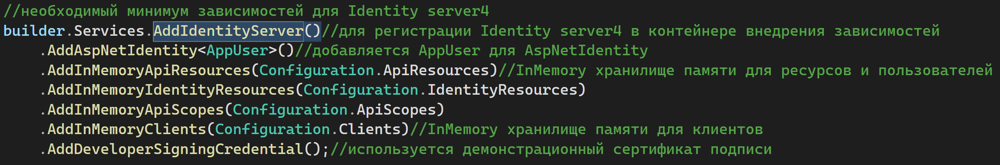 //необходимый минимум зависимостей для Identity server4
builder.Services.AddIdentityServer()//для регистрации Identity server4 в контейнере внедрения зависимостей
    .AddAspNetIdentity<AppUser>()//добавляется AppUser для AspNetIdentity
    .AddInMemoryApiResources(Configuration.ApiResources)//InMemory хранилище памяти для ресурсов и пользователей
    .AddInMemoryIdentityResources(Configuration.IdentityResources)
    .AddInMemoryApiScopes(Configuration.ApiScopes)
    .AddInMemoryClients(Configuration.Clients)//InMemory хранилище памяти для клиентов
    .AddDeveloperSigningCredential();//используется демонстрационный сертификат подписи